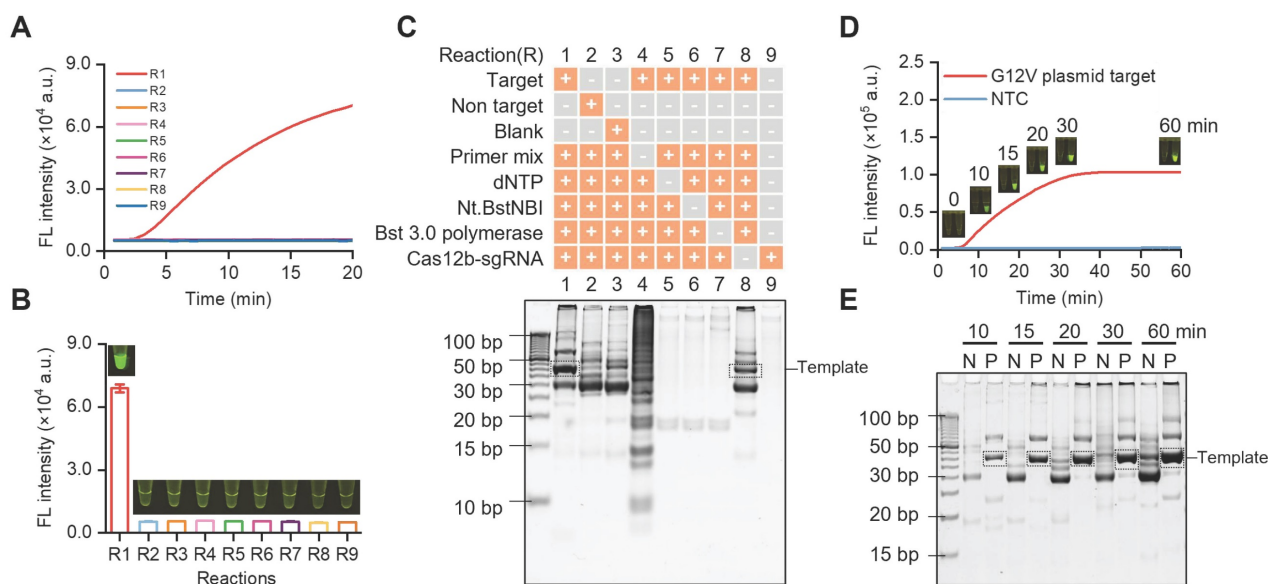 A
FL intensity (×10⁴ a.u.)
9.0
6.0
3.0
0.0
R1
R2
R3
R4
R5
R6
R7
R8
R9
0 5 10 15 20
Time (min)
B
FL intensity (×10⁴ a.u.)
9.0
6.0
3.0
0.0
R1 R2 R3 R4 R5 R6 R7 R8 R9
Reactions
C
Reaction(R) 1 2 3 4 5 6 7 8 9
Target + - - + + + + + -
Non target - + - - - - - - -
Blank - - + - - - - - -
Primer mix + + + - + + + + -
dNTP + + + + - + + + -
Nt.BstNBI + + + + + - + + -
Bst 3.0 polymerase + + + + + + - + -
Cas12b-sgRNA + + + + + + + - +
1 2 3 4 5 6 7 8 9
100 bp
50 bp
30 bp
20 bp
15 bp
10 bp
Template
D
FL intensity (×10⁵ a.u.)
2.5
2.0
1.5
1.0
0.5
0.0
G12V plasmid target
NTC
0 10 15 20 30 60 min
0 10 20 30 40 50 60
Time (min)
E
10 15 20 30 60 min
N P N P N P N P N P
100 bp
50 bp
30 bp
20 bp
15 bp
Template